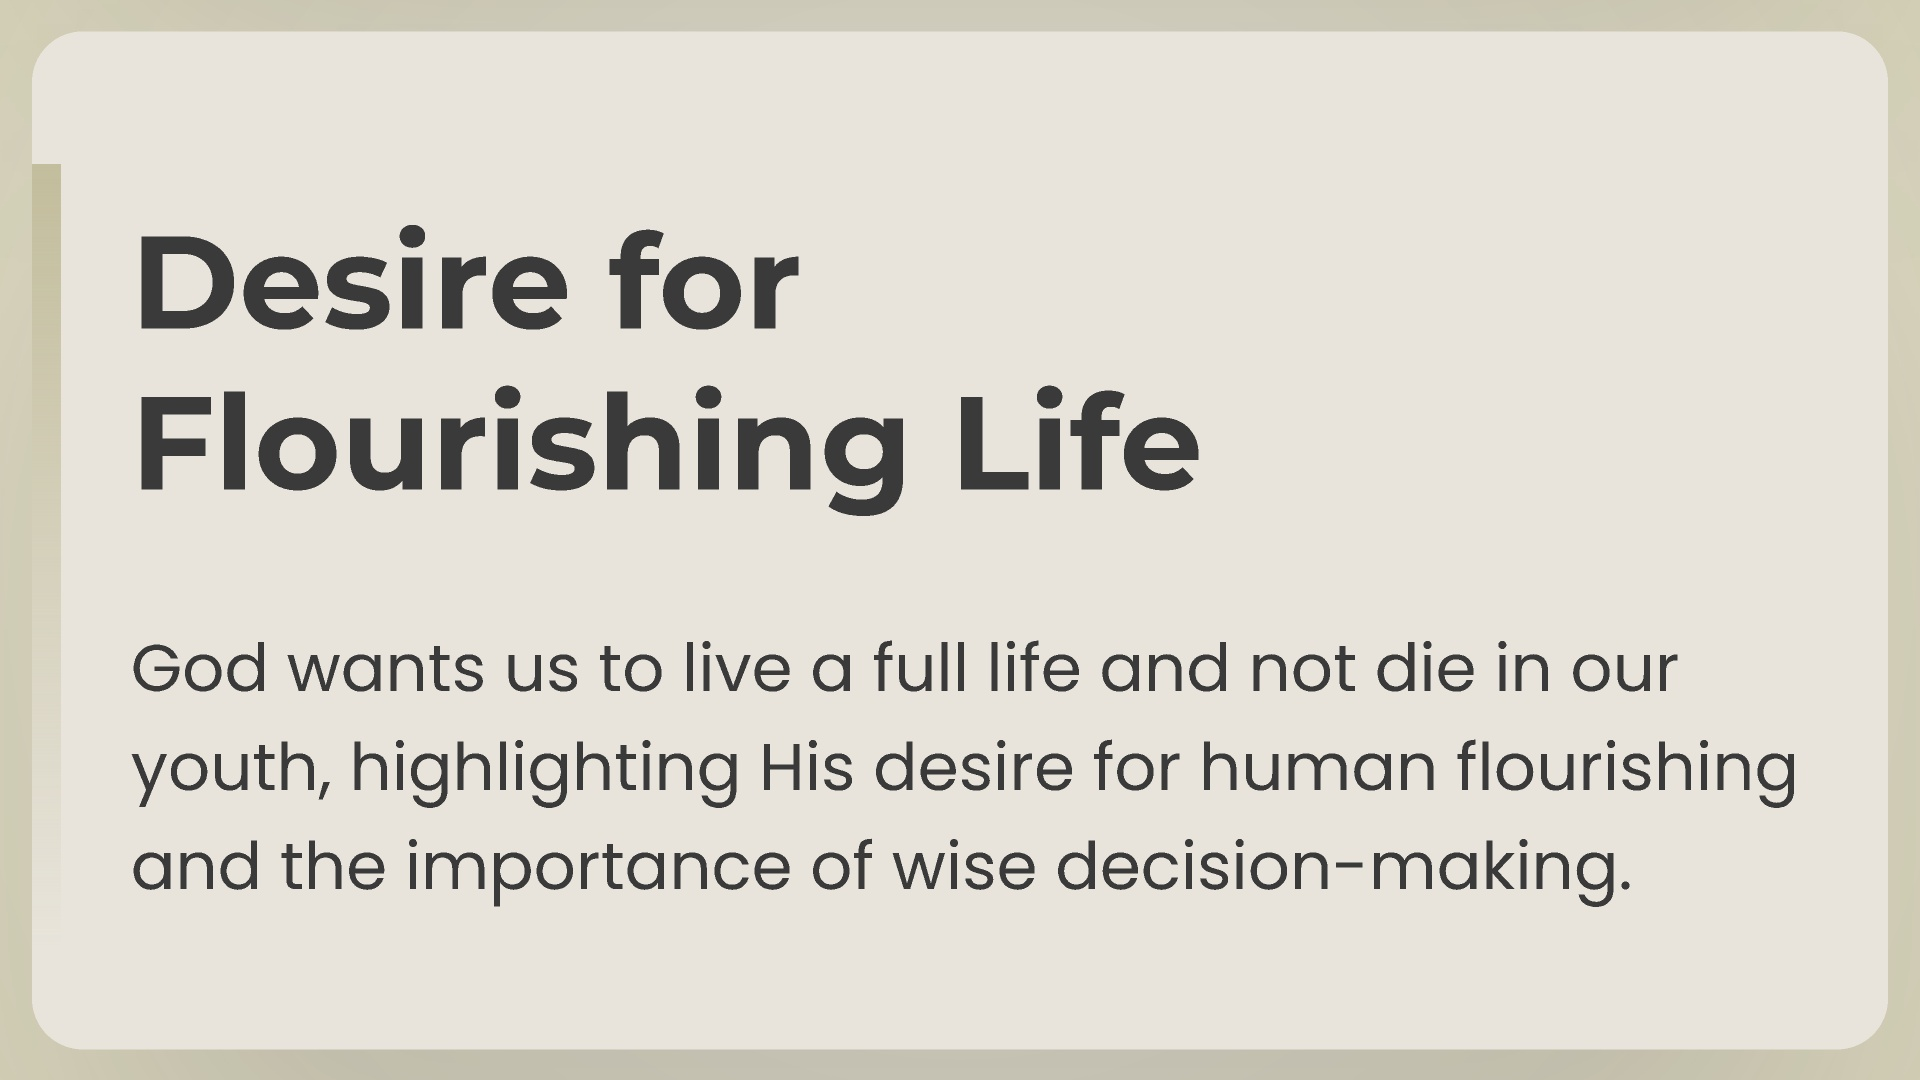 Desire for
Flourishing Life
God wants us to live a full life and not die in our
youth, highlighting His desire for human flourishing
and the importance of wise decision-making.